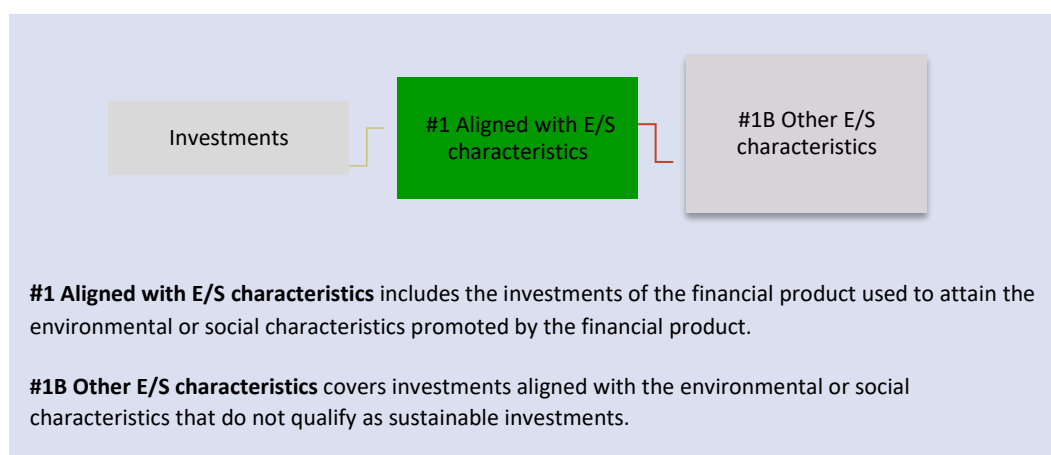 Investments
#1 Aligned with E/S
characteristics
#1B Other E/S
characteristics
#1 Aligned with E/S characteristics includes the investments of the financial product used to attain the
environmental or social characteristics promoted by the financial product.
#1B Other E/S characteristics covers investments aligned with the environmental or social
characteristics that do not qualify as sustainable investments.